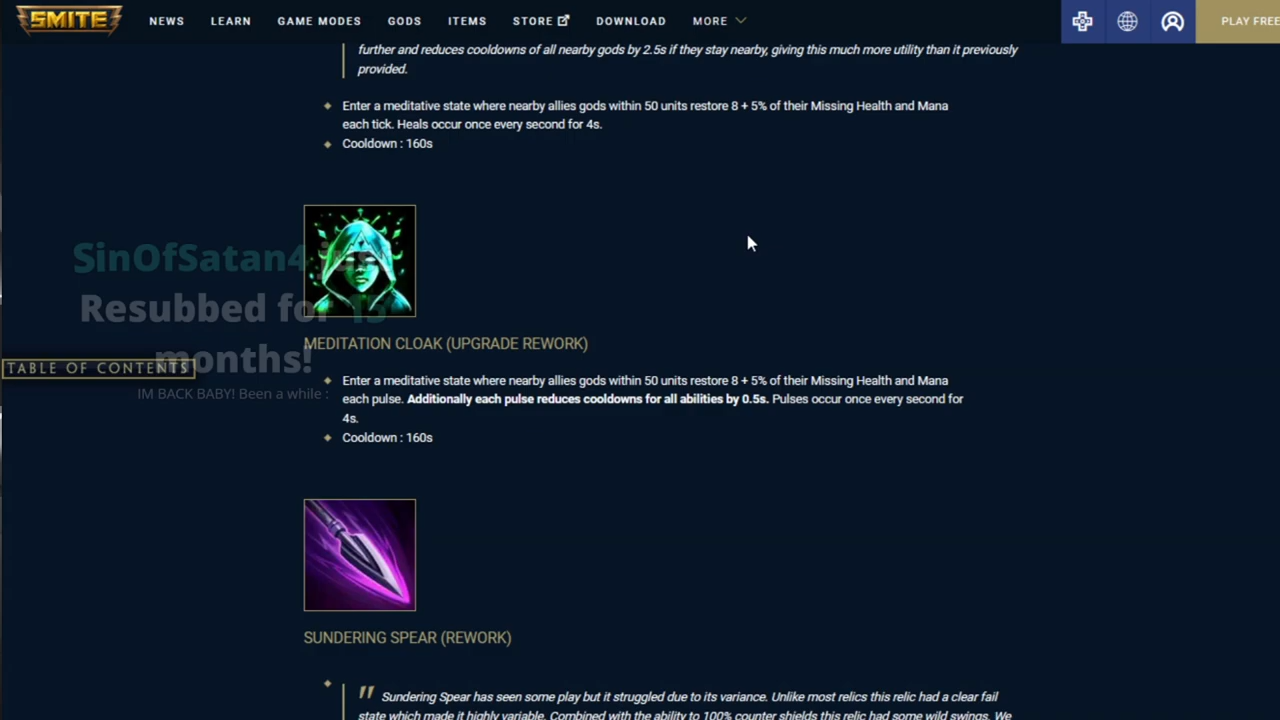 SMITE NEWS LEARN GAME MODES GODS ITEMS STORE DOWNLOAD MORE PLAY FREE
further and reduces cooldowns of all nearby gods by 2.5s if they stay nearby, giving this much more utility than it previously
provided.
Enter a meditative state where nearby allies gods within 50 units restore 8 + 5% of their Missing Health and Mana
each tick. Heals occur once every second for 4s.
Cooldown : 160s
SinOfSatan4 just
Resubbed for
months!
IM BACK BABY! Been a while :
TABLE OF CONTENTS
MEDITATION CLOAK (UPGRADE REWORK)
Enter a meditative state where nearby allies gods within 50 units restore 8 + 5% of their Missing Health and Mana
each pulse. Additionally each pulse reduces cooldowns for all abilities by 0.5s. Pulses occur once every second for
4s.
Cooldown : 160s
SUNDERING SPEAR (REWORK)
" Sundering Spear has seen some play but it struggled due to its variance. Unlike most relics this relic had a clear fail
state which made it highly variable. Combined with the ability to 100% counter shields this relic had some wild swings. We